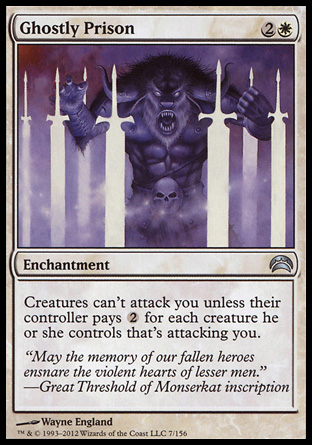 Ghostly Prison 2
Enchantment
Creatures can't attack you unless their
controller pays 2 for each creature he
or she controls that's attacking you.
"May the memory of our fallen heroes
ensnare the violent hearts of lesser men."
—Great Threshold of Monserkat inscription
Wayne England
™ & © 1993–2012 Wizards of the Coast LLC 7/156